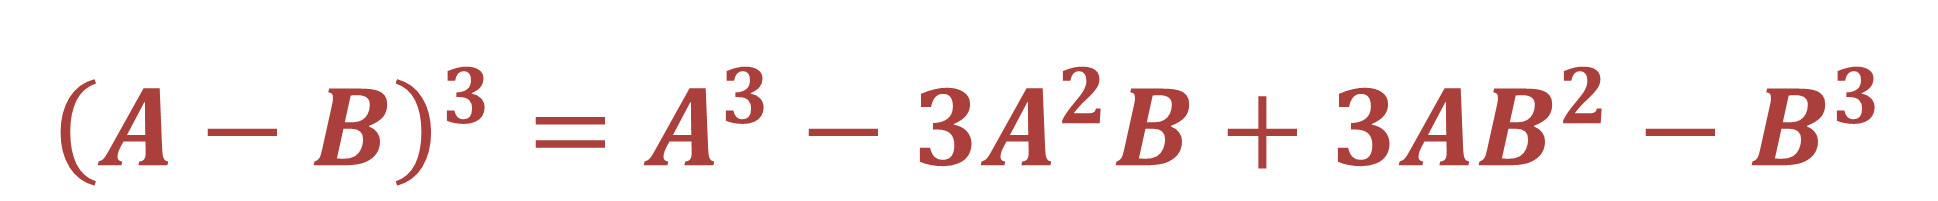 (A − B)³ = A³ − 3A²B + 3AB² − B³